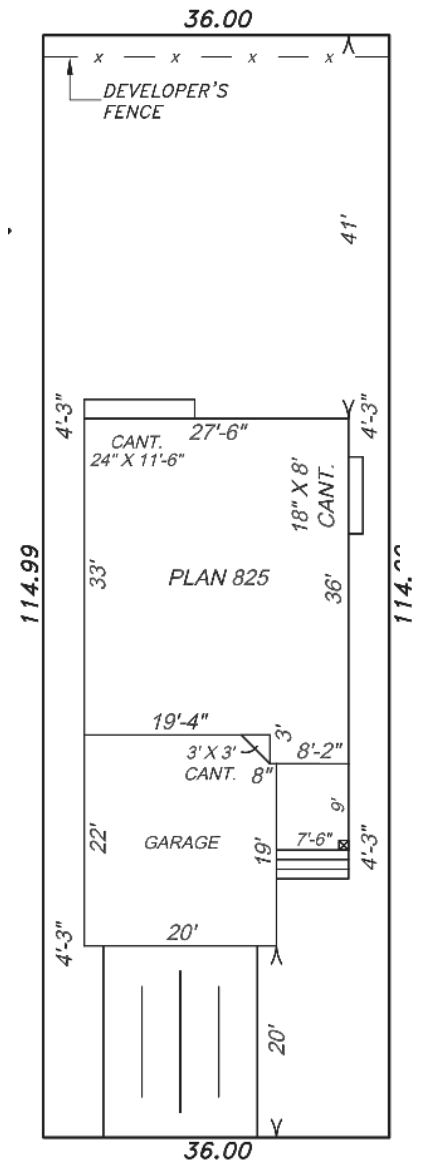 36.00
x x x x
DEVELOPER'S
FENCE
41'
4'-3"
4'-3"
27'-6"
CANT.
24" X 11'-6"
18" X 8'
CANT.
114.99
33'
PLAN 825
36'
19'-4"
3'
3' X 3'
CANT.
8'-2"
8"
9'
22'
GARAGE
19'
7'-6"
4'-3"
4'-3"
20'
20'
36.00